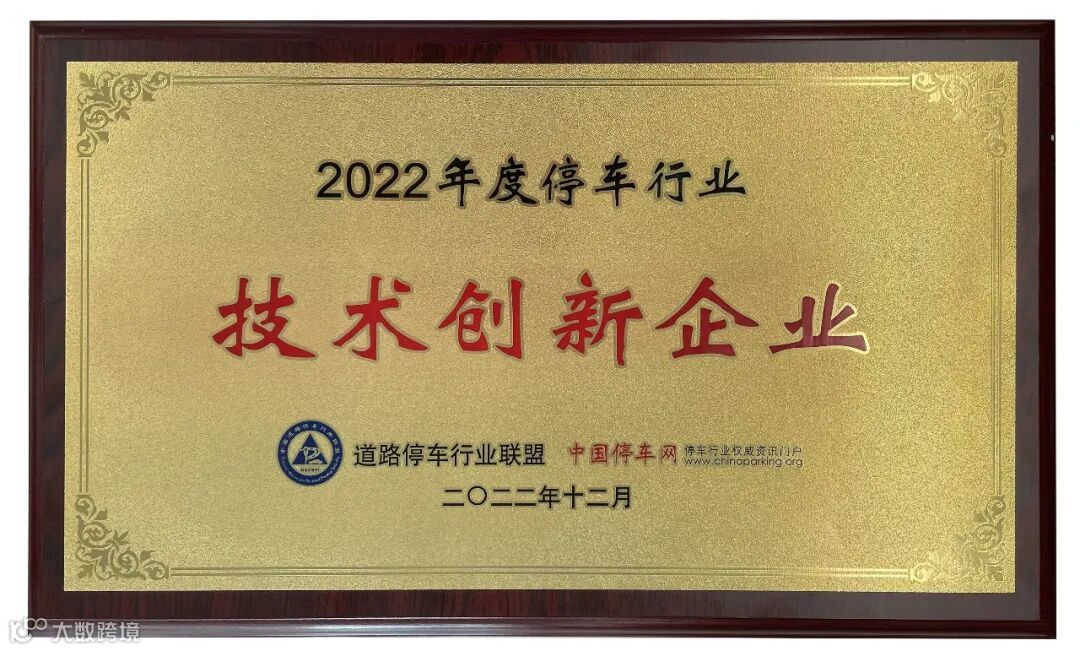 2022年度停车行业
技术创新企业
道路停车行业联盟 中国停车网 停车行业权威资讯门户
www.chinaparking.org
二〇二二年十二月
大数跨境